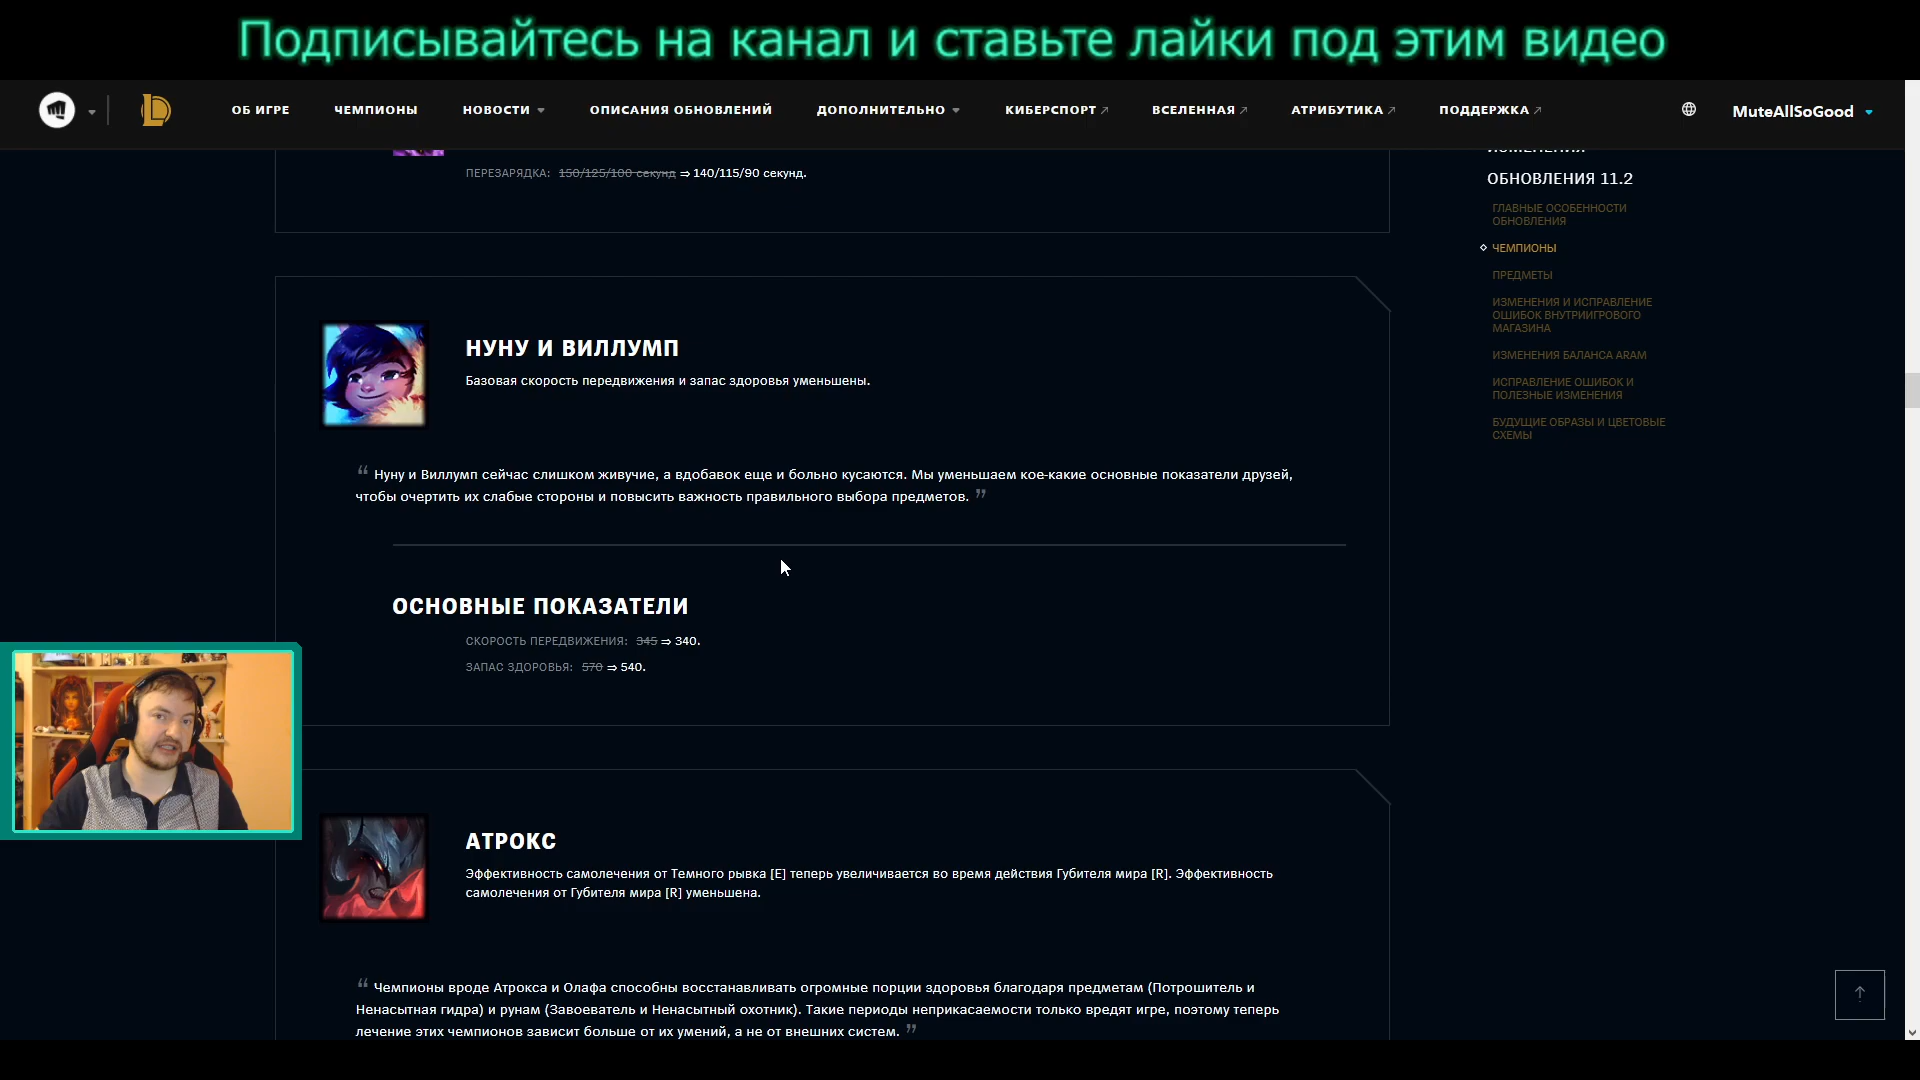 Подписывайтесь на канал и ставьте лайки под этим видео
ОБ ИГРЕ
ЧЕМПИОНЫ
НОВОСТИ
ОПИСАНИЯ ОБНОВЛЕНИЙ
ДОПОЛНИТЕЛЬНО
КИБЕРСПОРТ
ВСЕЛЕННАЯ
АТРИБУТИКА
ПОДДЕРЖКА
MuteAllSoGood
ПЕРЕЗАРЯДКА: 150/125/100 секунд ⇒ 140/115/90 секунд.
НУНУ И ВИЛЛУМП
Базовая скорость передвижения и запас здоровья уменьшены.
“ Нуну и Виллумп сейчас слишком живучие, а вдобавок еще и больно кусаются. Мы уменьшаем кое-какие основные показатели друзей,
чтобы очертить их слабые стороны и повысить важность правильного выбора предметов. ”
ОСНОВНЫЕ ПОКАЗАТЕЛИ
СКОРОСТЬ ПЕРЕДВИЖЕНИЯ: 345 ⇒ 340.
ЗАПАС ЗДОРОВЬЯ: 570 ⇒ 540.
АТРОКС
Эффективность самолечения от Темного рывка [E] теперь увеличивается во время действия Губителя мира [R]. Эффективность
самолечения от Губителя мира [R] уменьшена.
“ Чемпионы вроде Атрокса и Олафа способны восстанавливать огромные порции здоровья благодаря предметам (Потрошитель и
Ненасытная гидра) и рунам (Завоеватель и Ненасытный охотник). Такие периоды неприкасаемости только вредят игре, поэтому теперь
лечение этих чемпионов зависит больше от их умений, а не от внешних систем. ”
ИЗМЕНЕНИЯ
ОБНОВЛЕНИЯ 11.2
ГЛАВНЫЕ ОСОБЕННОСТИ
ОБНОВЛЕНИЯ
ЧЕМПИОНЫ
ПРЕДМЕТЫ
ИЗМЕНЕНИЯ И ИСПРАВЛЕНИЕ
ОШИБОК ВНУТРИИГРОВОГО
МАГАЗИНА
ИЗМЕНЕНИЯ БАЛАНСА ARAM
ИСПРАВЛЕНИЕ ОШИБОК И
ПОЛЕЗНЫЕ ИЗМЕНЕНИЯ
БУДУЩИЕ ОБРАЗЫ И ЦВЕТОВЫЕ
СХЕМЫ